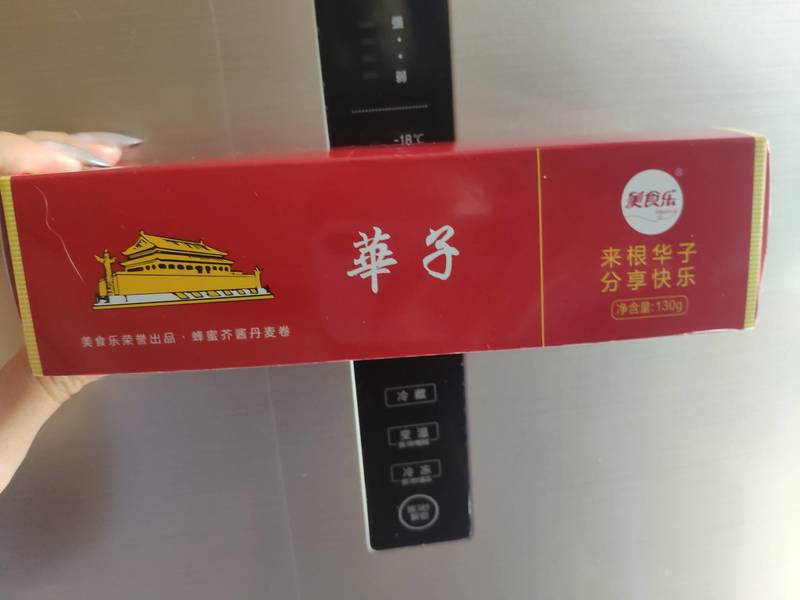 强
弱
-18℃
華子
美食乐荣誉出品·蜂蜜芥酱丹麦卷
美食乐
®
来根华子
分享快乐
净含量:130g
冷藏
变温
冷冻